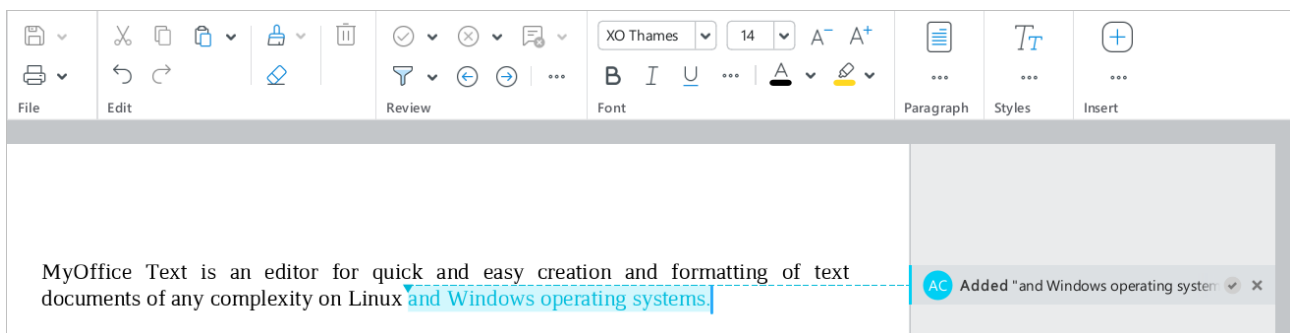 XO Thames
14
A⁻ A⁺
B I U A
File
Edit
Review
Font
Paragraph
Styles
Insert
MyOffice Text is an editor for quick and easy creation and formatting of text
documents of any complexity on Linux and Windows operating systems.
AC Added "and Windows operating system